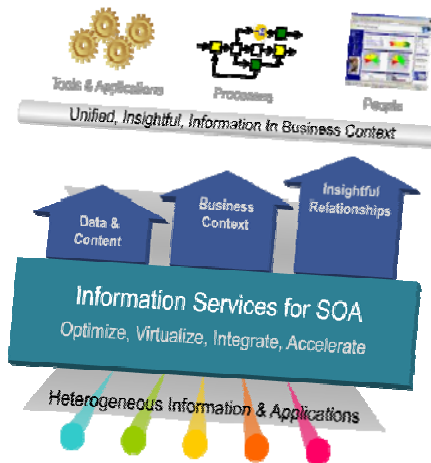 Tools & Applications
Processes
People
Unified, Insightful, Information In Business Context
Data &
Content
Business
Context
Insightful
Relationships
Information Services for SOA
Optimize, Virtualize, Integrate, Accelerate
Heterogeneous Information & Applications